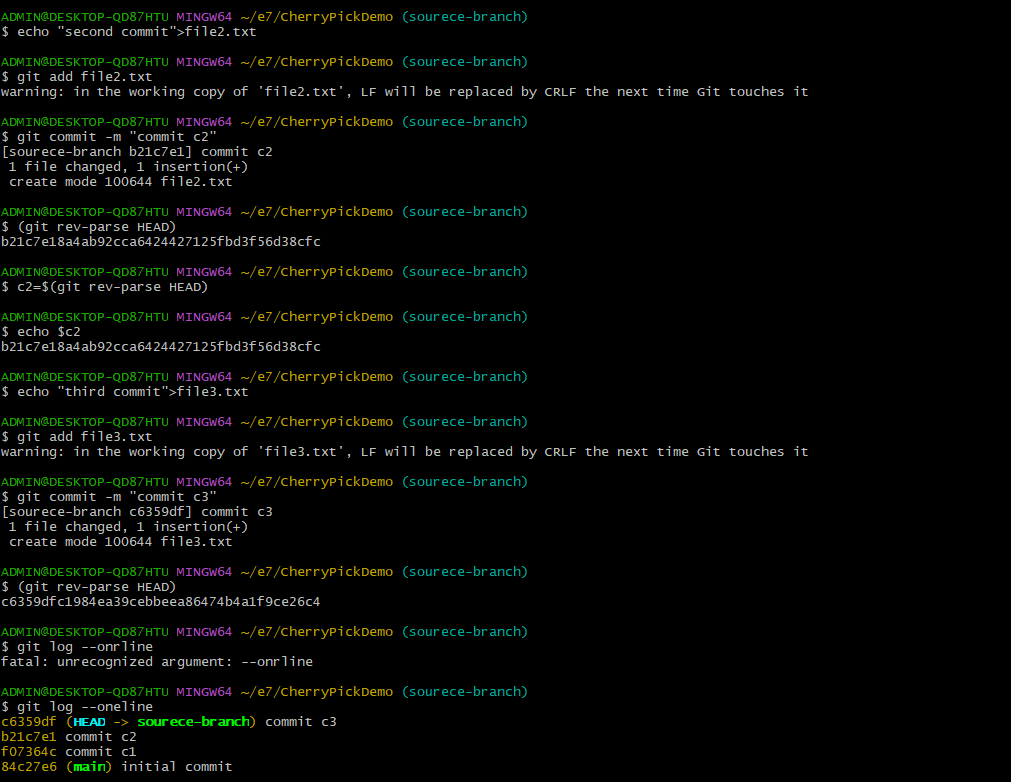 ADMIN@DESKTOP-QD87HTU MINGW64 ~/e7/CherryPickDemo (sourece-branch)
$ echo "second commit">file2.txt
ADMIN@DESKTOP-QD87HTU MINGW64 ~/e7/CherryPickDemo (sourece-branch)
$ git add file2.txt
warning: in the working copy of 'file2.txt', LF will be replaced by CRLF the next time Git touches it
ADMIN@DESKTOP-QD87HTU MINGW64 ~/e7/CherryPickDemo (sourece-branch)
$ git commit -m "commit c2"
[sourece-branch b21c7e1] commit c2
 1 file changed, 1 insertion(+)
 create mode 100644 file2.txt
ADMIN@DESKTOP-QD87HTU MINGW64 ~/e7/CherryPickDemo (sourece-branch)
$ (git rev-parse HEAD)
b21c7e18a4ab92cca6424427125fbd3f56d38cfc
ADMIN@DESKTOP-QD87HTU MINGW64 ~/e7/CherryPickDemo (sourece-branch)
$ c2=$(git rev-parse HEAD)
ADMIN@DESKTOP-QD87HTU MINGW64 ~/e7/CherryPickDemo (sourece-branch)
$ echo $c2
b21c7e18a4ab92cca6424427125fbd3f56d38cfc
ADMIN@DESKTOP-QD87HTU MINGW64 ~/e7/CherryPickDemo (sourece-branch)
$ echo "third commit">file3.txt
ADMIN@DESKTOP-QD87HTU MINGW64 ~/e7/CherryPickDemo (sourece-branch)
$ git add file3.txt
warning: in the working copy of 'file3.txt', LF will be replaced by CRLF the next time Git touches it
ADMIN@DESKTOP-QD87HTU MINGW64 ~/e7/CherryPickDemo (sourece-branch)
$ git commit -m "commit c3"
[sourece-branch c6359df] commit c3
 1 file changed, 1 insertion(+)
 create mode 100644 file3.txt
ADMIN@DESKTOP-QD87HTU MINGW64 ~/e7/CherryPickDemo (sourece-branch)
$ (git rev-parse HEAD)
c6359dfc1984ea39cebbeea86474b4a1f9ce26c4
ADMIN@DESKTOP-QD87HTU MINGW64 ~/e7/CherryPickDemo (sourece-branch)
$ git log --onrline
fatal: unrecognized argument: --onrline
ADMIN@DESKTOP-QD87HTU MINGW64 ~/e7/CherryPickDemo (sourece-branch)
$ git log --oneline
c6359df (HEAD -> sourece-branch) commit c3
b21c7e1 commit c2
f07364c commit c1
84c27e6 (main) initial commit